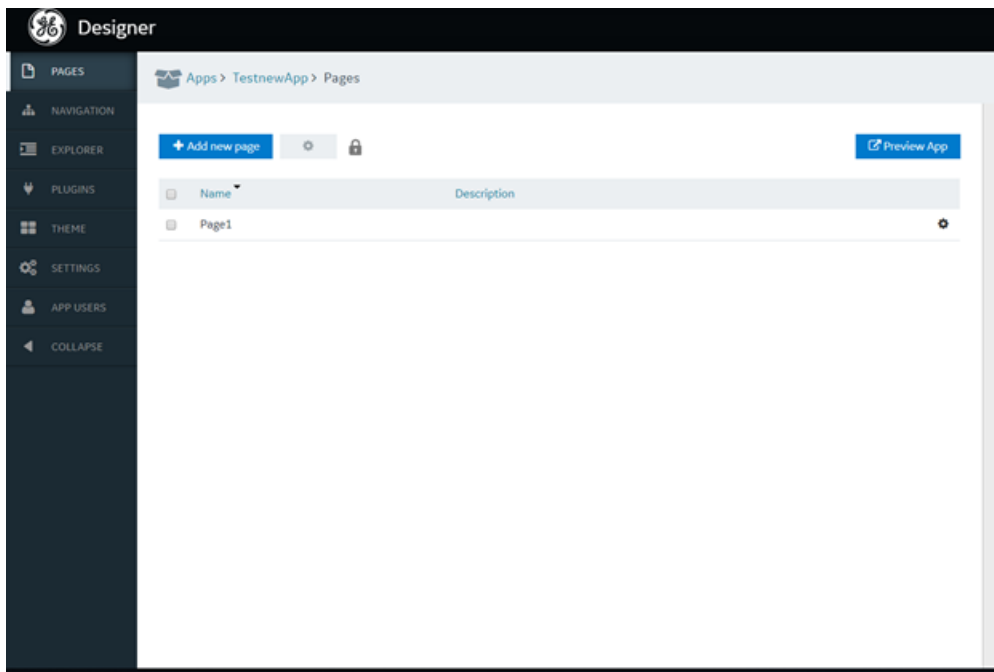 Designer
PAGES
NAVIGATION
EXPLORER
PLUGINS
THEME
SETTINGS
APP USERS
COLLAPSE
Apps > TestnewApp > Pages
Add new page
Preview App
Name Description
Page1